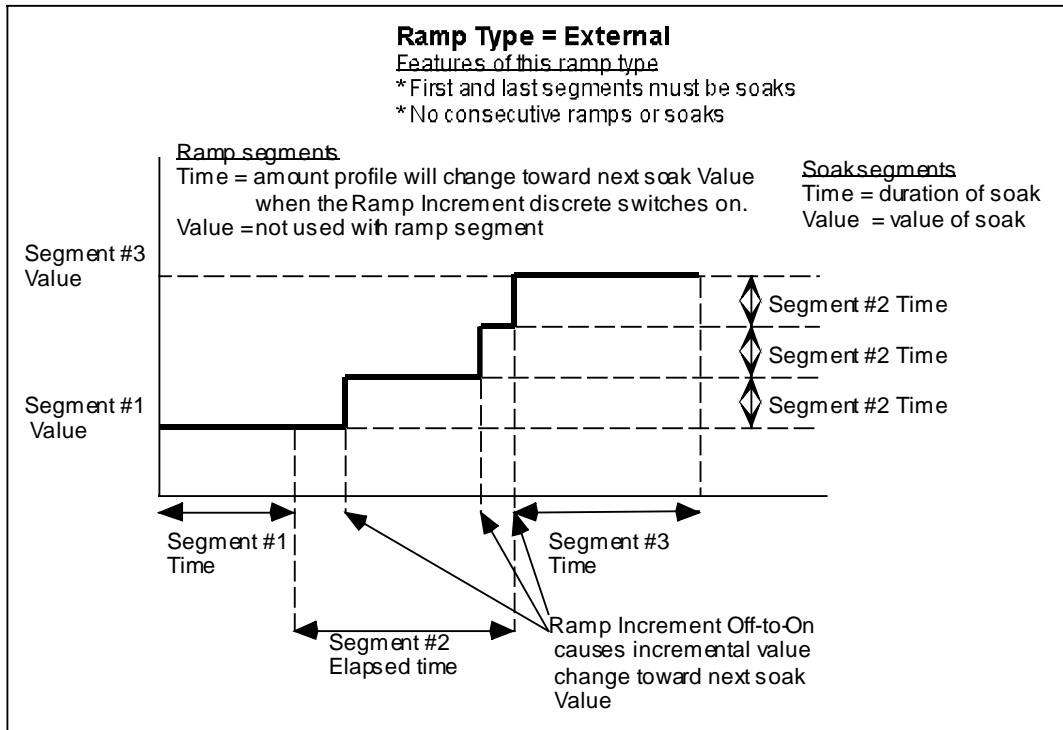 Ramp Type = External
Features of this ramp type
*First and last segments must be soaks
*No consecutive ramps or soaks
Ramp segments
Time = amount profile will change toward next soak Value
when the Ramp Increment discrete switches on.
Value =not used with ramp segment
Soak segments
Time = duration of soak
Value = value of soak
Segment #3
Value
Segment #2 Time
Segment #2 Time
Segment #1
Value
Segment #2 Time
Segment #1
Time
Segment #3
Time
Segment #2
Elapsed time
Ramp Increment Off-to-On
causes incremental value
change toward next soak
Value